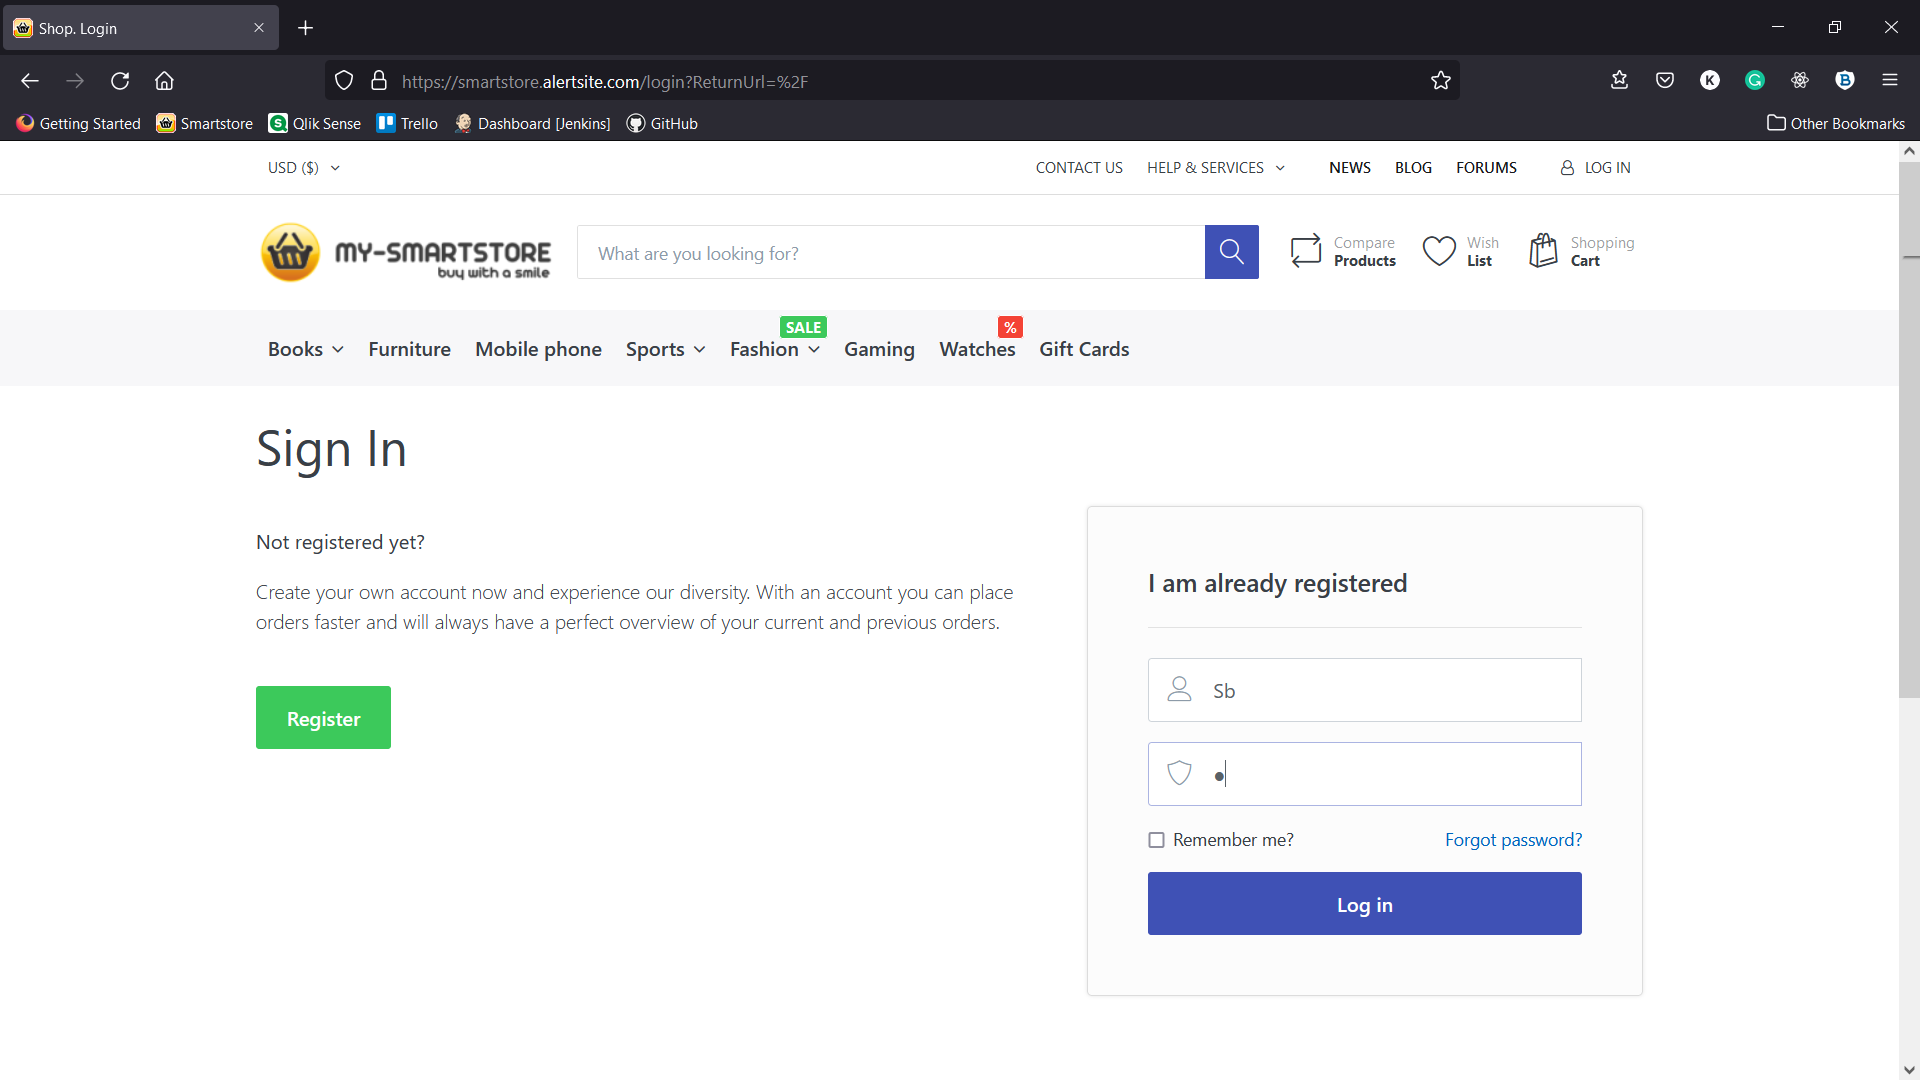 Shop. Login
https://smartstore.alertsite.com/login?ReturnUrl=%2F
K G B
Getting Started Smartstore S Qlik Sense Trello Dashboard [Jenkins] GitHub Other Bookmarks
USD ($) CONTACT US HELP & SERVICES NEWS BLOG FORUMS LOG IN
MY-SMARTSTORE
buy with a smile
What are you looking for?
Compare
Products
Wish
List
Shopping
Cart
SALE %
Books Furniture Mobile phone Sports Fashion Gaming Watches Gift Cards
Sign In
Not registered yet?
Create your own account now and experience our diversity. With an account you can place
orders faster and will always have a perfect overview of your current and previous orders.
Register
I am already registered
Sb
●
Remember me? Forgot password?
Log in